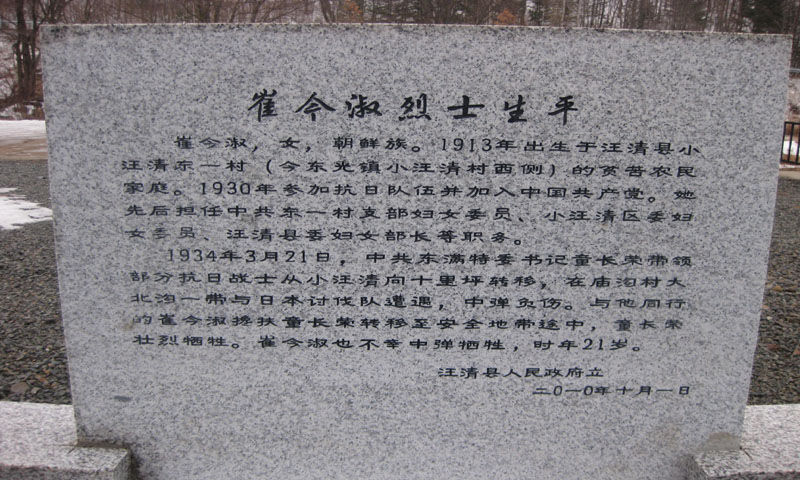 崔今淑烈士生平
崔今淑，女，朝鲜族。1913年出生于汪清县小
汪清东一村（今东光镇小汪清村西侧）的贫苦农民
家庭。1930年参加抗日队伍并加入中国共产党。她
先后担任中共东一村支部妇女委员、小汪清区委妇
女委员、汪清县委妇女部长等职务。
1934年3月21日，中共东满特委书记童长荣带领
部分抗日战士从小汪清向十里坪转移，在庙沟村大
北沟一带与日本讨伐队遭遇，中弹负伤。与他同行
的崔今淑搀扶童长荣转移至安全地带途中，童长荣
壮烈牺牲。崔今淑也不幸中弹牺牲，时年21岁。
汪清县人民政府立
二0一0年十月一日